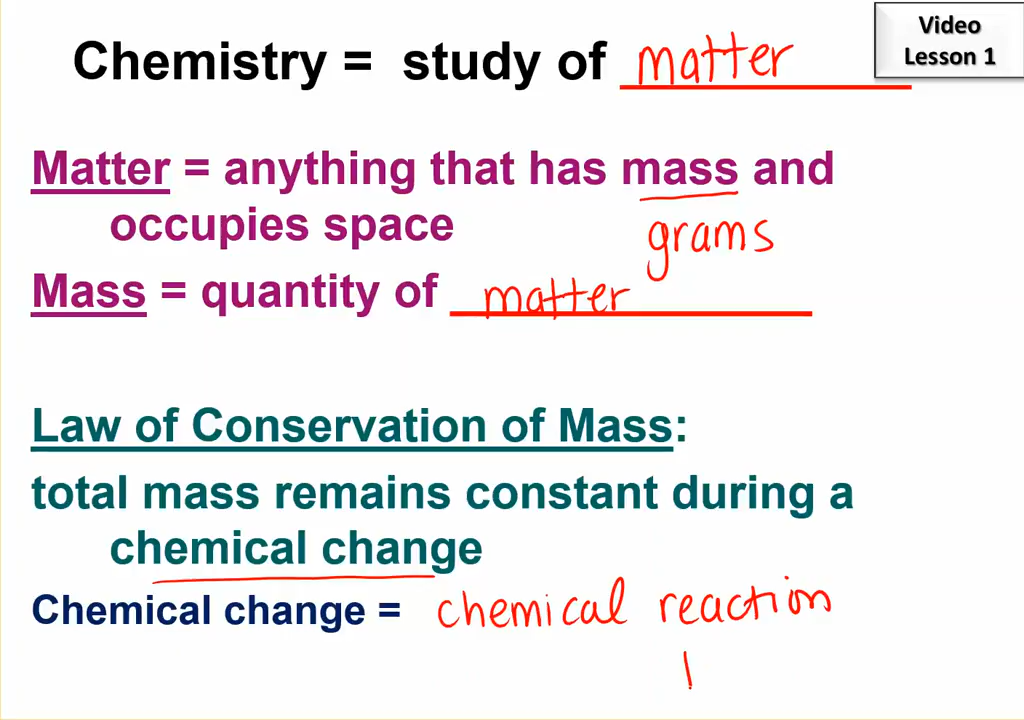 Video
Lesson 1
Chemistry = study of matter
Matter = anything that has mass and
occupies space
grams
Mass = quantity of matter
Law of Conservation of Mass:
total mass remains constant during a
chemical change
Chemical change = chemical reaction